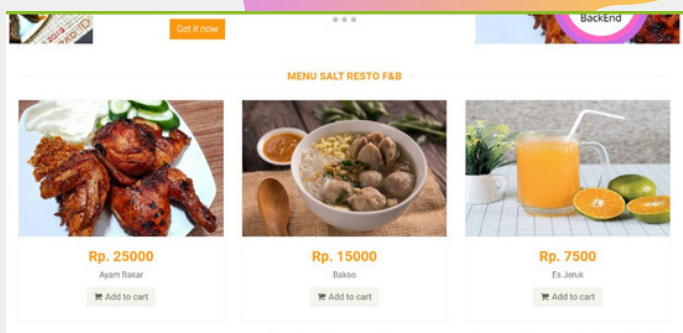 Get it now
BackEnd
MENU SALT RESTO F&B
Rp. 25000
Ayam Bakar
Add to cart
Rp. 15000
Bakso
Add to cart
Rp. 7500
Es Jeruk
Add to cart